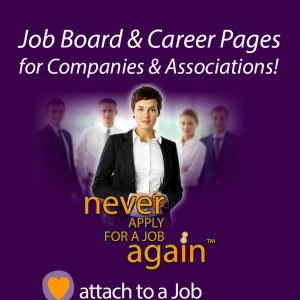 Job Board & Career Pages
for Companies & Associations!
never
APPLY
FOR A JOB
again™
attach to a Job